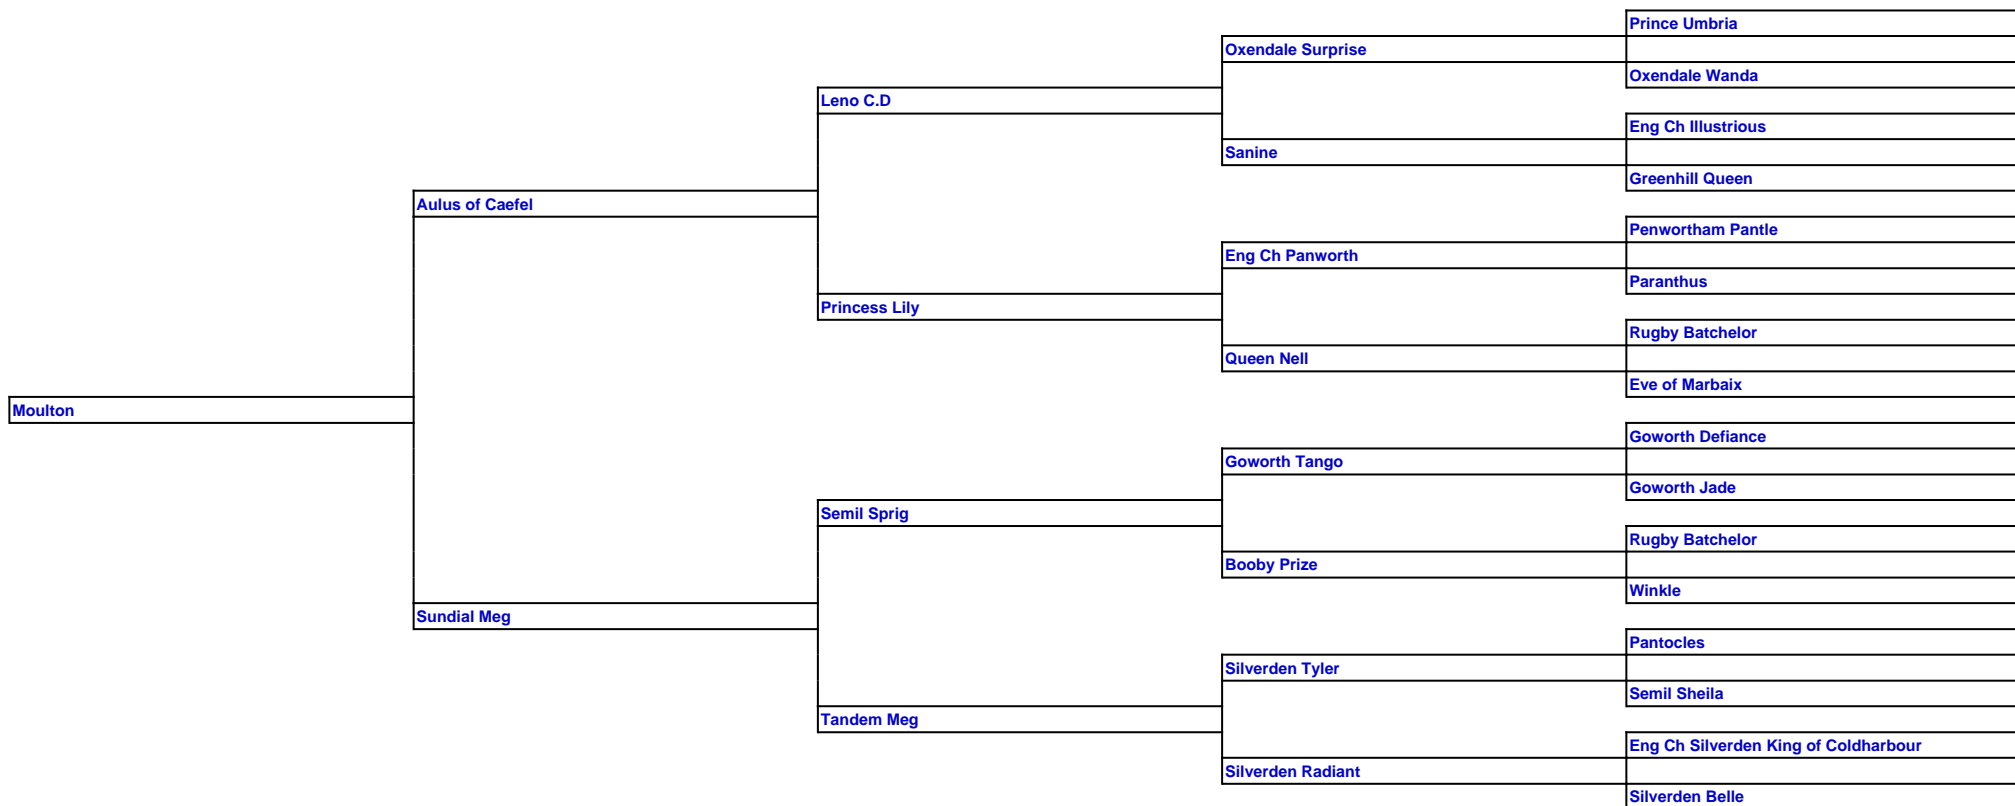 Prince Umbria
Oxendale Surprise
Oxendale Wanda
Leno C.D
Eng Ch Illustrious
Sanine
Greenhill Queen
Aulus of Caefel
Penwortham Pantle
Eng Ch Panworth
Paranthus
Princess Lily
Rugby Batchelor
Queen Nell
Eve of Marbaix
Moulton
Goworth Defiance
Goworth Tango
Goworth Jade
Semil Sprig
Rugby Batchelor
Booby Prize
Winkle
Sundial Meg
Pantocles
Silverden Tyler
Semil Sheila
Tandem Meg
Eng Ch Silverden King of Coldharbour
Silverden Radiant
Silverden Belle